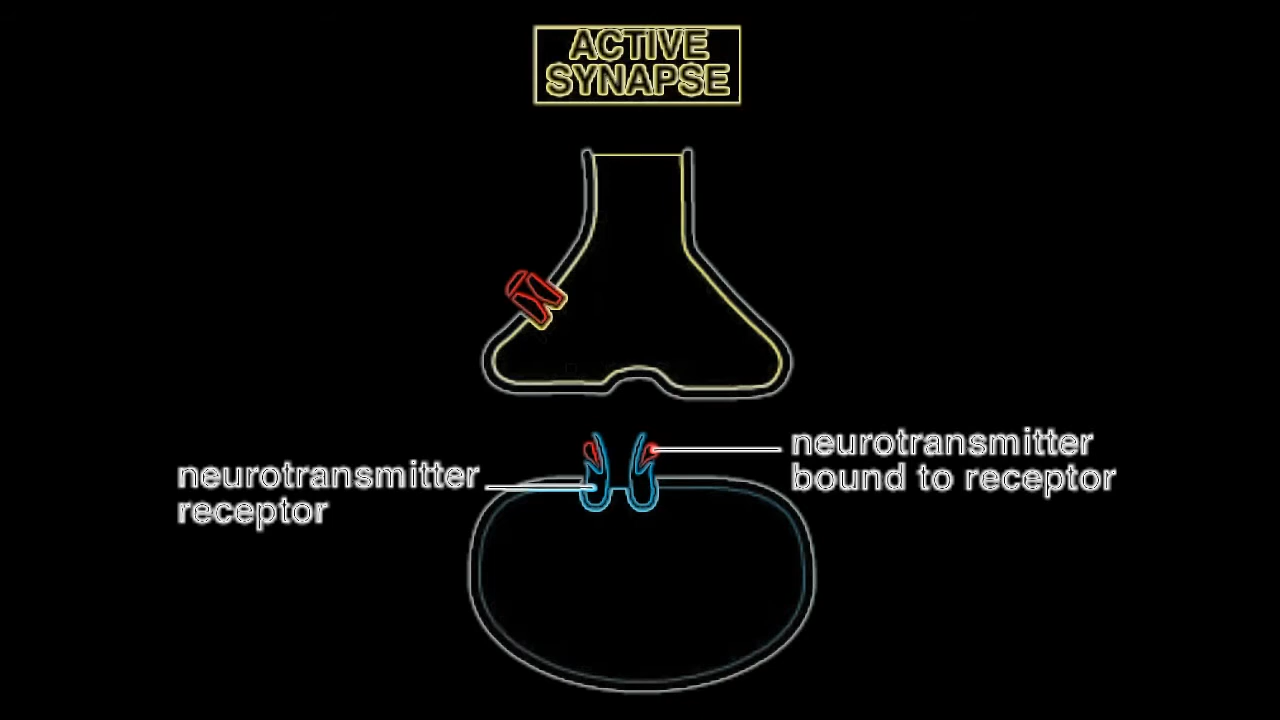 ACTIVE
SYNAPSE
neurotransmitter
bound to receptor
neurotransmitter
receptor